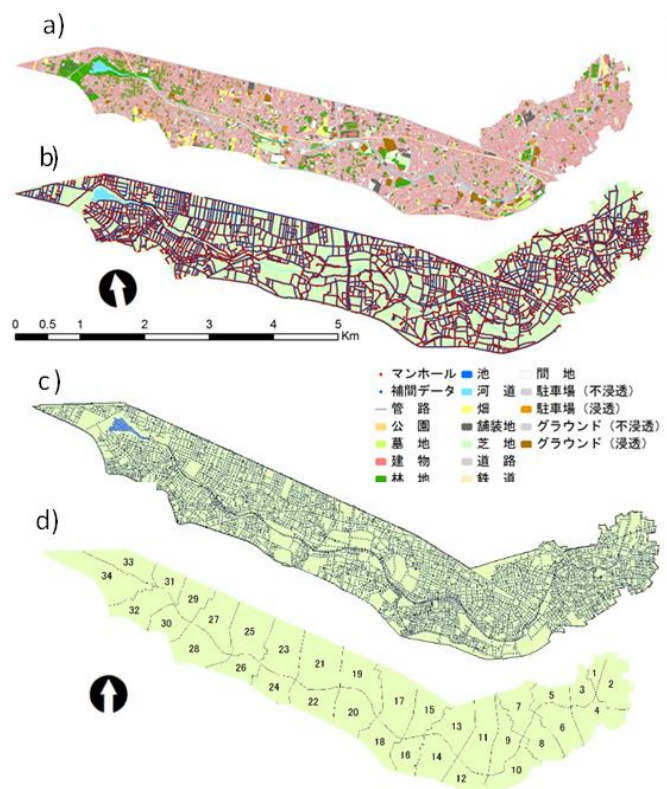 a)
b)
0 0.5 1 2 3 4 5
Km
マンホール 池 間 地
補間データ 河 道 駐車場（不浸透）
管 路 畑 駐車場（浸透）
公 園 舗装地 グラウンド（不浸透）
墓 地 芝 地 グラウンド（浸透）
建 物 道 路
林 地 鉄 道
c)
d)
33
34 31
29
32 30 27 25
28 23
26 21 19
24 22
20 17 15
18 16 14 13
12 11
10 9 7
8 5
6 3 1 2
4